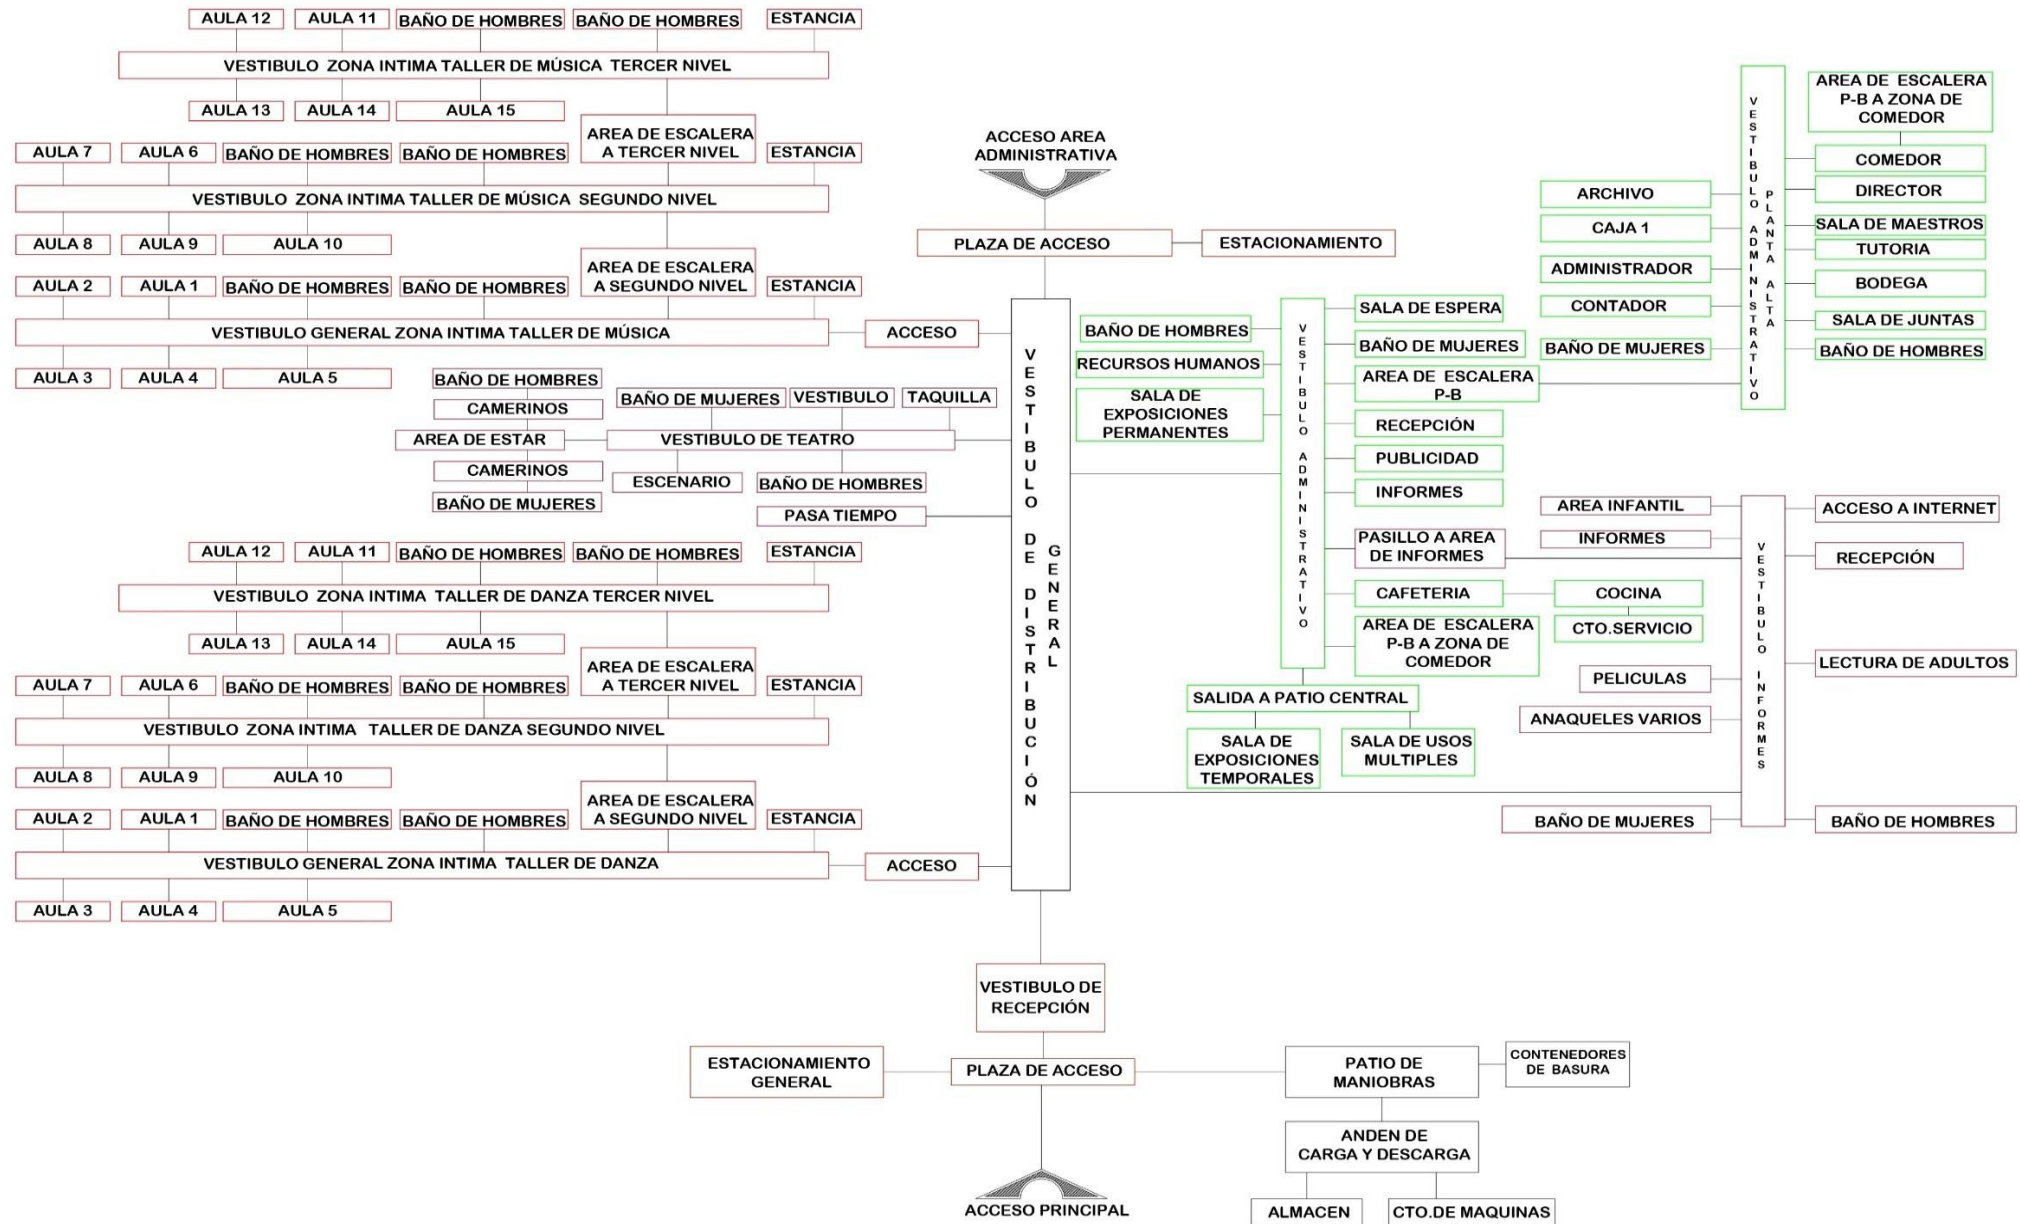 AULA 12
AULA 11
BAÑO DE HOMBRES
BAÑO DE HOMBRES
ESTANCIA
VESTIBULO ZONA INTIMA TALLER DE MÚSICA TERCER NIVEL
AULA 13
AULA 14
AULA 15
AREA DE ESCALERA
A TERCER NIVEL
AULA 7
AULA 6
BAÑO DE HOMBRES
BAÑO DE HOMBRES
ESTANCIA
VESTIBULO ZONA INTIMA TALLER DE MÚSICA SEGUNDO NIVEL
AULA 8
AULA 9
AULA 10
AREA DE ESCALERA
A SEGUNDO NIVEL
AULA 2
AULA 1
BAÑO DE HOMBRES
BAÑO DE HOMBRES
ESTANCIA
VESTIBULO GENERAL ZONA INTIMA TALLER DE MÚSICA
ACCESO
AULA 3
AULA 4
AULA 5
BAÑO DE HOMBRES
CAMERINOS
AREA DE ESTAR
CAMERINOS
BAÑO DE MUJERES
BAÑO DE MUJERES
VESTIBULO
TAQUILLA
VESTIBULO DE TEATRO
ESCENARIO
BAÑO DE HOMBRES
PASA TIEMPO
AULA 12
AULA 11
BAÑO DE HOMBRES
BAÑO DE HOMBRES
ESTANCIA
VESTIBULO ZONA INTIMA TALLER DE DANZA TERCER NIVEL
AULA 13
AULA 14
AULA 15
AREA DE ESCALERA
A TERCER NIVEL
AULA 7
AULA 6
BAÑO DE HOMBRES
BAÑO DE HOMBRES
ESTANCIA
VESTIBULO ZONA INTIMA TALLER DE DANZA SEGUNDO NIVEL
AULA 8
AULA 9
AULA 10
AREA DE ESCALERA
A SEGUNDO NIVEL
AULA 2
AULA 1
BAÑO DE HOMBRES
BAÑO DE HOMBRES
ESTANCIA
VESTIBULO GENERAL ZONA INTIMA TALLER DE DANZA
ACCESO
AULA 3
AULA 4
AULA 5
ACCESO AREA
ADMINISTRATIVA
PLAZA DE ACCESO
ESTACIONAMIENTO
VESTIBULO DE DISTRIBUCIÓN
GENERAL
BAÑO DE HOMBRES
RECURSOS HUMANOS
SALA DE
EXPOSICIONES
PERMANENTES
VESTIBULO ADMINISTRATIVO
SALA DE ESPERA
BAÑO DE MUJERES
AREA DE ESCALERA
P-B
RECEPCIÓN
PUBLICIDAD
INFORMES
PASILLO A AREA
DE INFORMES
CAFETERIA
COCINA
CTO.SERVICIO
AREA DE ESCALERA
P-B A ZONA DE
COMEDOR
SALIDA A PATIO CENTRAL
SALA DE
EXPOSICIONES
TEMPORALES
SALA DE USOS
MULTIPLES
ARCHIVO
CAJA 1
ADMINISTRADOR
CONTADOR
BAÑO DE MUJERES
VESTIBULO ADMINISTRATIVO
PLANTA ALTA
AREA DE ESCALERA
P-B A ZONA DE
COMEDOR
COMEDOR
DIRECTOR
SALA DE MAESTROS
TUTORIA
BODEGA
SALA DE JUNTAS
BAÑO DE HOMBRES
AREA INFANTIL
INFORMES
PELICULAS
ANAQUELES VARIOS
BAÑO DE MUJERES
VESTIBULO INFORMES
ACCESO A INTERNET
RECEPCIÓN
LECTURA DE ADULTOS
BAÑO DE HOMBRES
VESTIBULO DE
RECEPCIÓN
ESTACIONAMIENTO
GENERAL
PLAZA DE ACCESO
PATIO DE
MANIOBRAS
CONTENEDORES
DE BASURA
ANDEN DE
CARGA Y DESCARGA
ALMACEN
CTO.DE MAQUINAS
ACCESO PRINCIPAL